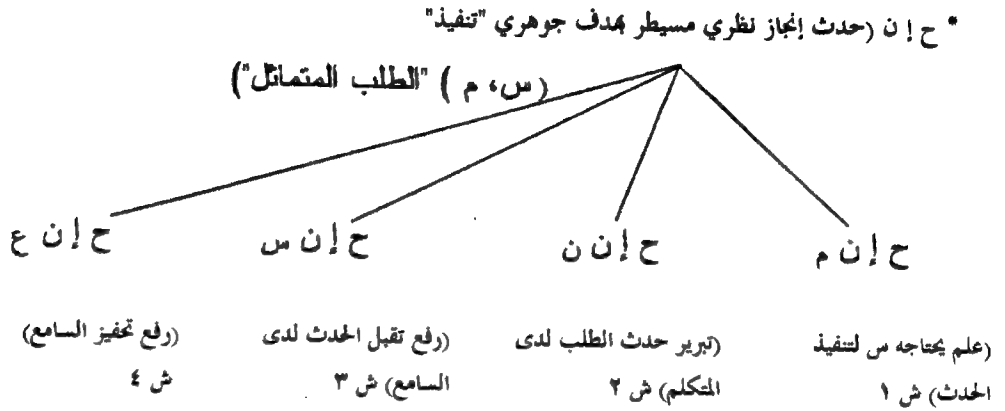 * ح إ ن (حدث إنجاز نظري مسيطر بهدف جوهري "تنفيذ"
(س، م) "الطلب المتماثل")
ح إ ن م
ح إ ن ن
ح إ ن س
ح إ ن ع
(علم يحتاجه س لتنفيذ
الحدث) ش ١
(تبرير حدث الطلب لدى
المتكلم) ش ٢
(رفع تقبل الحدث لدى
السامع) ش ٣
(رفع تحفيز السامع)
ش ٤